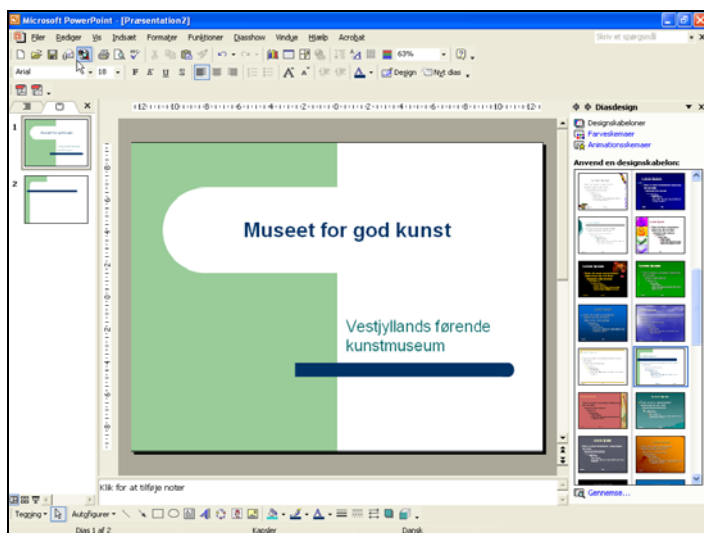 Microsoft PowerPoint - [Præsentation2]
Filer Rediger Vis Indsæt Formater Funktioner Diasshow Vindue Hjælp Acrobat Skriv et spørgsmål
63%
Arial 18 F K U S Design Nyt dias
Diasdesign
Designskabeloner
Farveskemaer
Animationsskemaer
Anvend en designskabelon:
1
2
Museet for god kunst
Vestjyllands førende
kunstmuseum
Klik for at tilføje noter
Gennemse...
Tegning Autofigurer
Dias 1 af 2 Kapsler Dansk